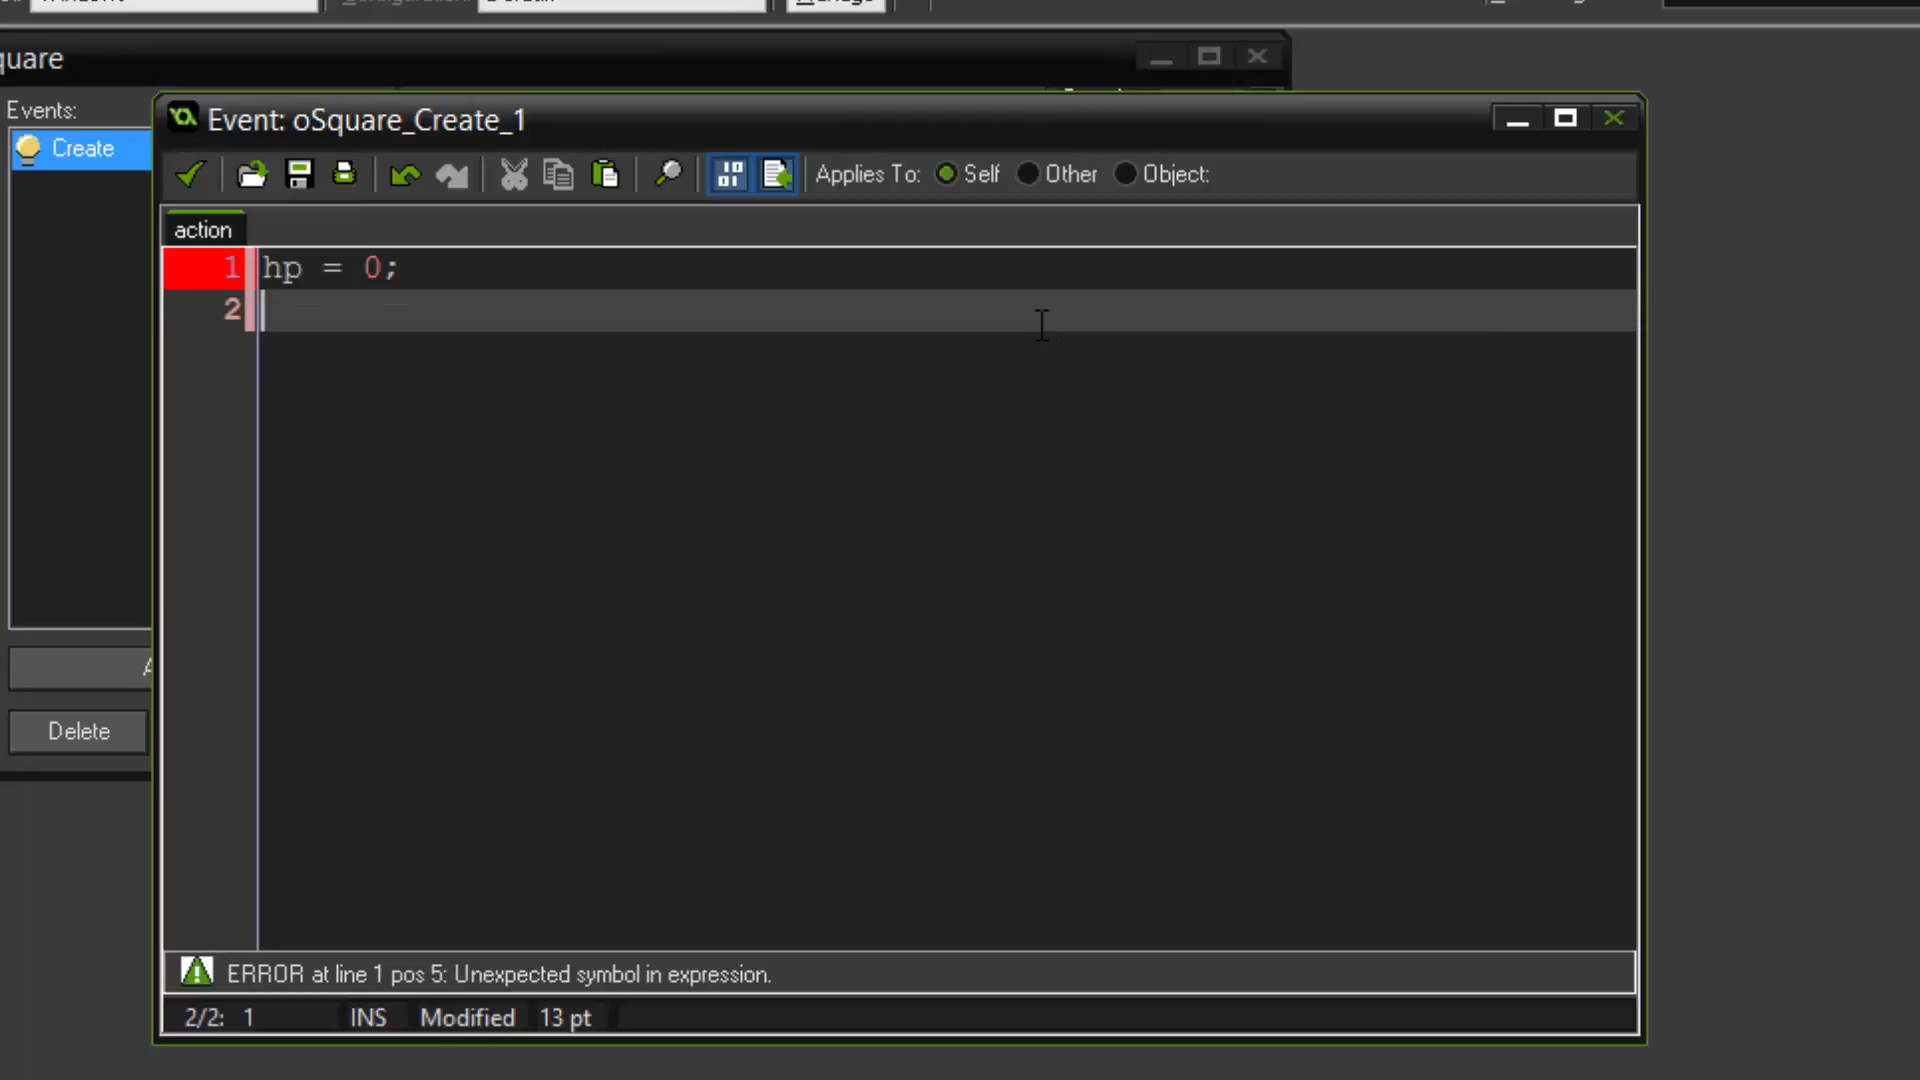 Manage
quare
Events:
Create
Delete
Event: oSquare_Create_1
Applies To: Self Other Object:
action
1 hp = 0;
2
ERROR at line 1 pos 5: Unexpected symbol in expression.
2/2: 1 INS Modified 13 pt